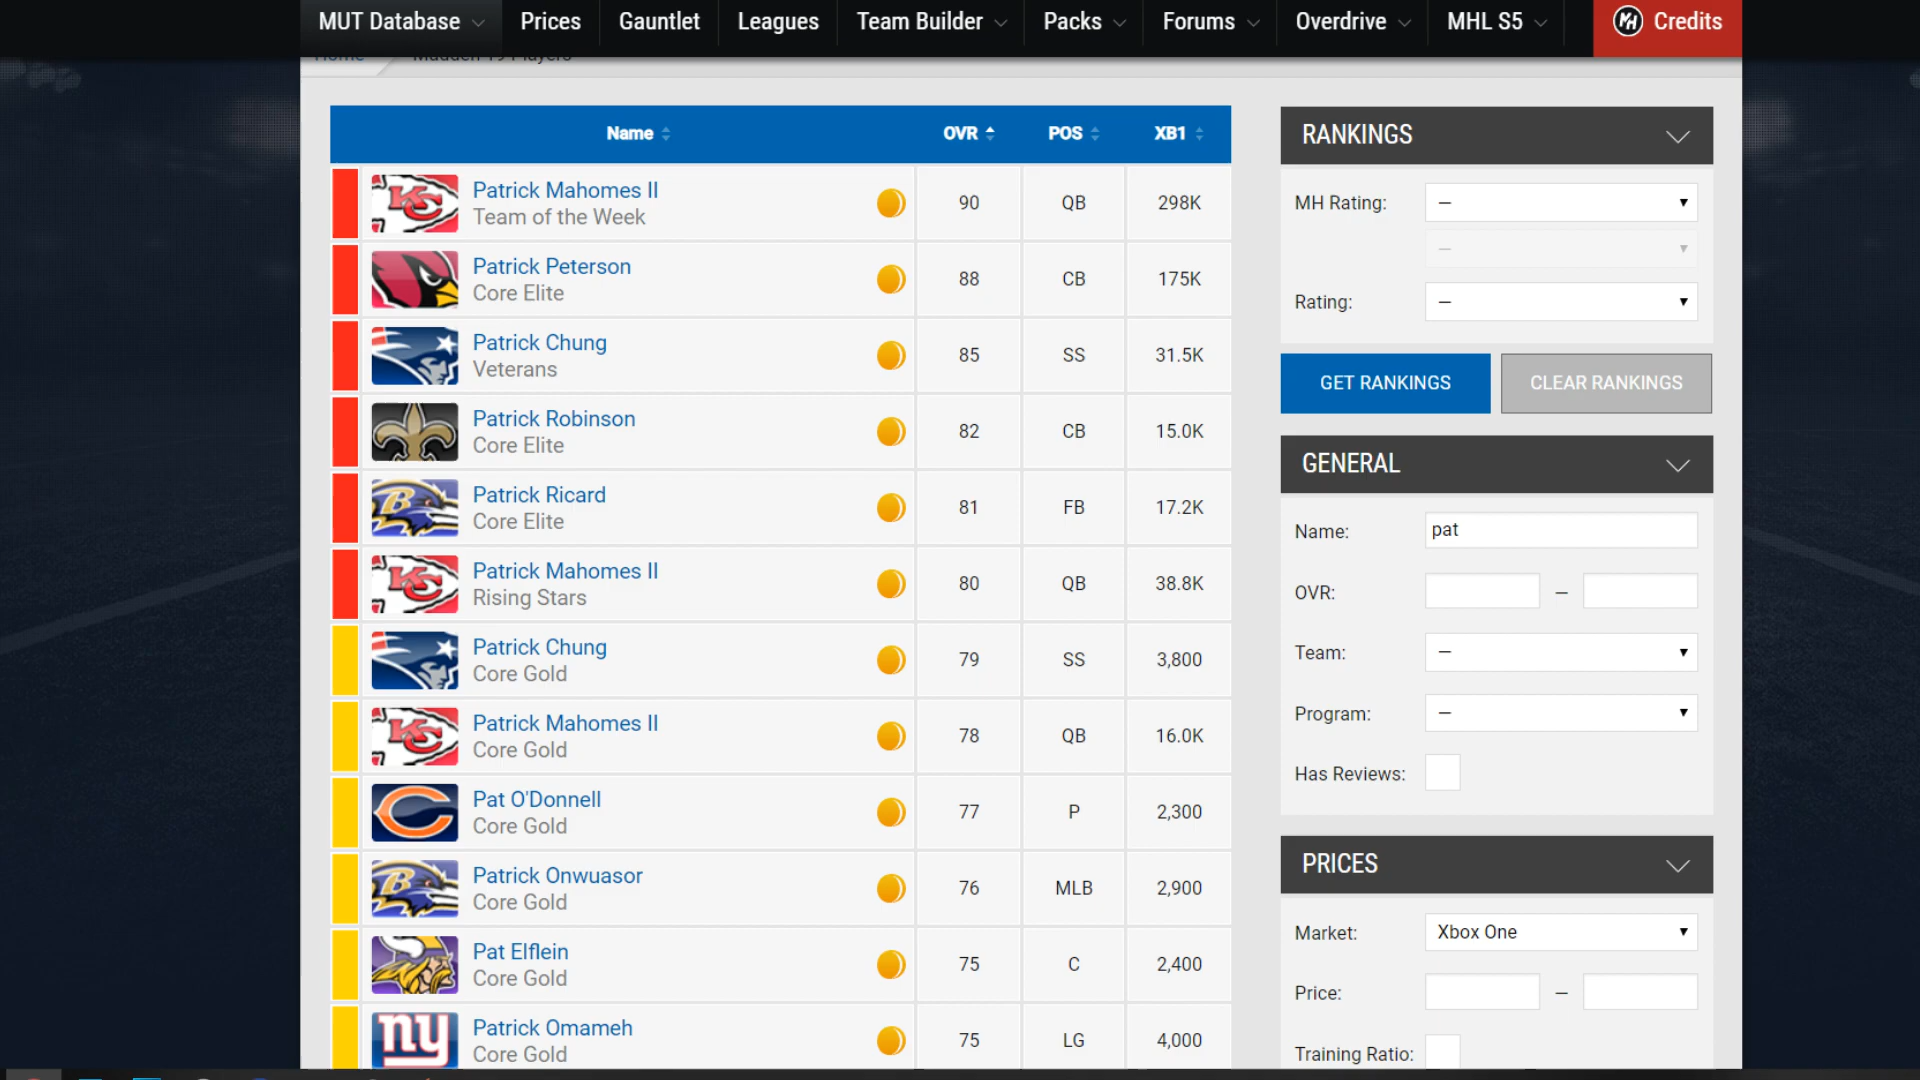 MUT Database
Prices
Gauntlet
Leagues
Team Builder
Packs
Forums
Overdrive
MHL S5
MH Credits
Home
Madden 19 Players
Name
OVR
POS
XB1
Patrick Mahomes II
Team of the Week
90
QB
298K
Patrick Peterson
Core Elite
88
CB
175K
Patrick Chung
Veterans
85
SS
31.5K
Patrick Robinson
Core Elite
82
CB
15.0K
Patrick Ricard
Core Elite
81
FB
17.2K
Patrick Mahomes II
Rising Stars
80
QB
38.8K
Patrick Chung
Core Gold
79
SS
3,800
Patrick Mahomes II
Core Gold
78
QB
16.0K
Pat O'Donnell
Core Gold
77
P
2,300
Patrick Onwuasor
Core Gold
76
MLB
2,900
Pat Elflein
Core Gold
75
C
2,400
ny
Patrick Omameh
Core Gold
75
LG
4,000
RANKINGS
MH Rating:
—
—
Rating:
—
GET RANKINGS
CLEAR RANKINGS
GENERAL
Name:
pat
OVR:
–
Team:
—
Program:
—
Has Reviews:
PRICES
Market:
Xbox One
Price:
–
Training Ratio: